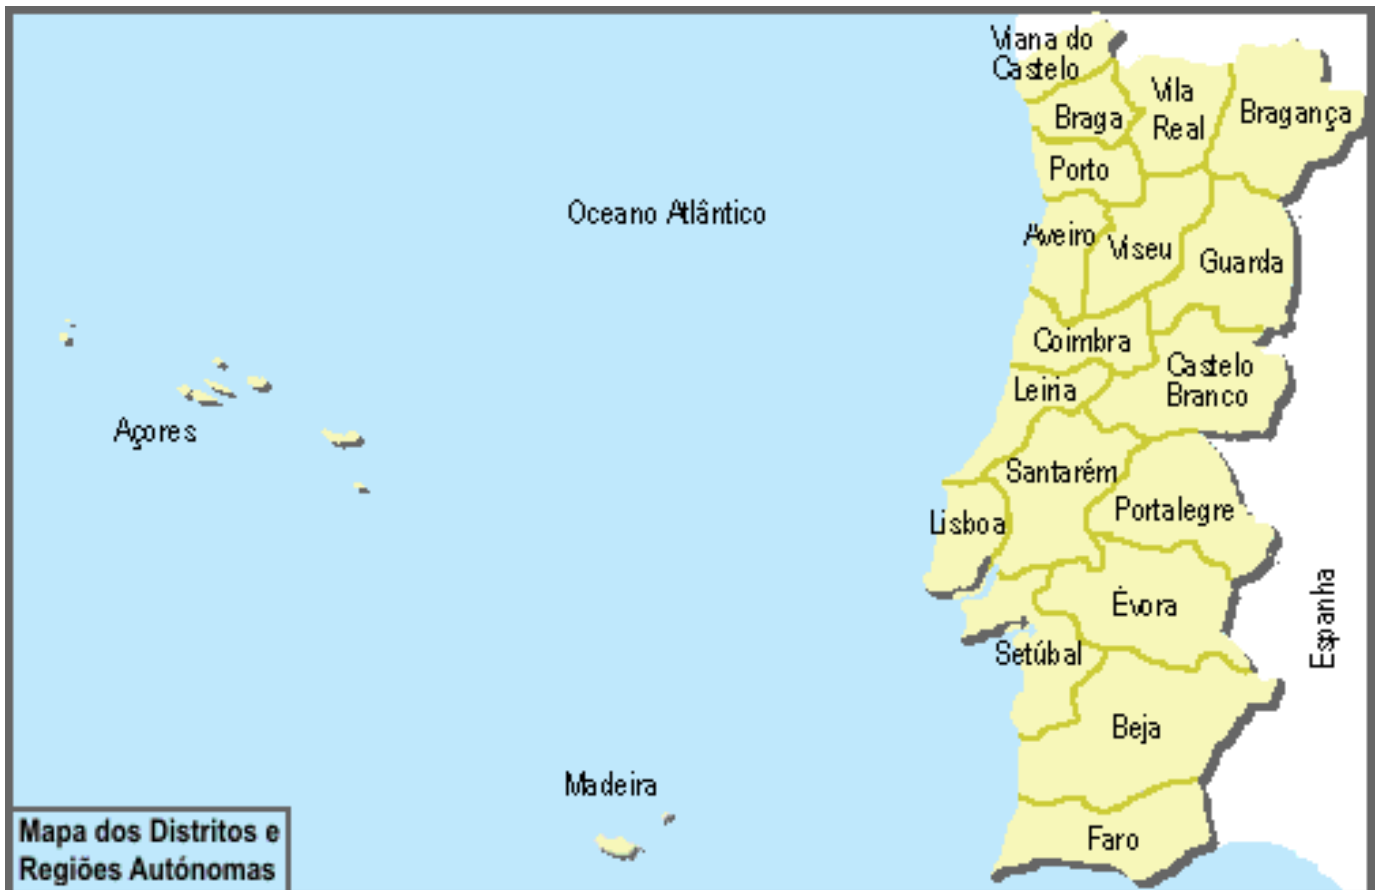 Viana do
Castelo
Braga
Vila
Real
Bragança
Porto
Oceano Atlântico
Aveiro
Viseu
Guarda
Coimbra
Castelo
Branco
Leiria
Açores
Santarém
Portalegre
Lisboa
Évora
Espanha
Setúbal
Beja
Madeira
Faro
Mapa dos Distritos e
Regiões Autónomas